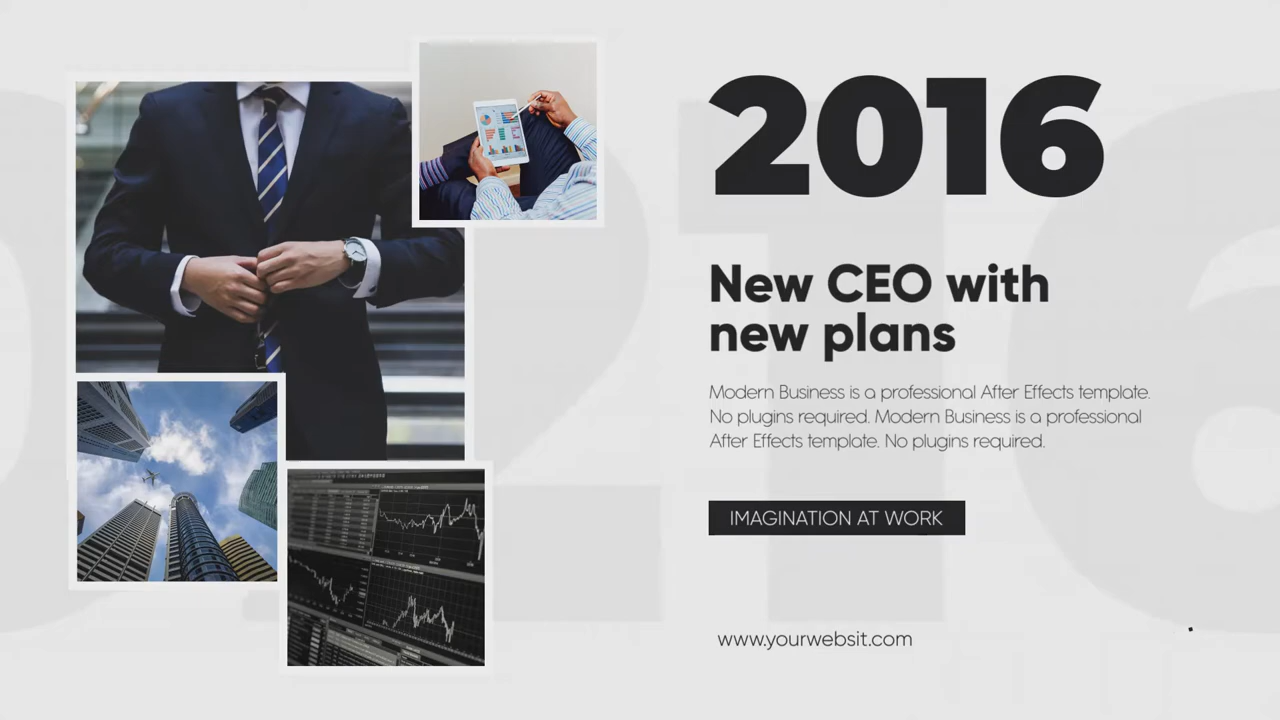 2016
New CEO with
new plans
Modern Business is a professional After Effects template.
No plugins required. Modern Business is a professional
After Effects template. No plugins required.
IMAGINATION AT WORK
www.yourwebsit.com